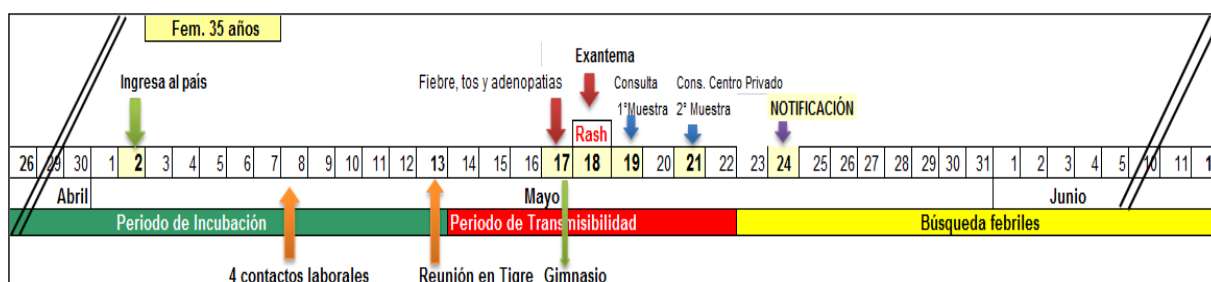 Fem. 35 años
Exantema
Ingresa al país
Fiebre, tos y adenopatias
Consulta
Cons. Centro Privado
1°Muestra
2° Muestra
NOTIFICACIÓN
Rash
26 29 30 1 2 3 4 5 6 7 8 9 10 11 12 13 14 15 16 17 18 19 20 21 22 23 24 25 26 27 28 29 30 31 1 2 3 4 5 10 11 1
Abril Mayo Junio
Periodo de Incubación Periodo de Transmisibilidad Búsqueda febriles
4 contactos laborales Reunión en Tigre Gimnasio